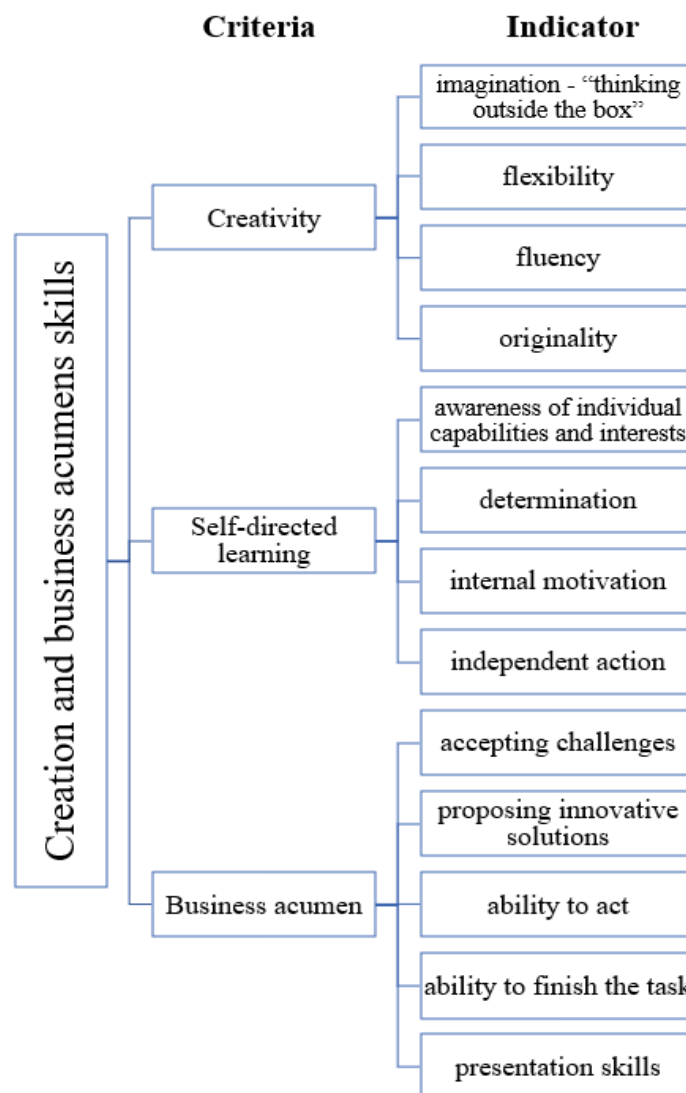 Criteria
Indicator
Creation and business acumens skills
Creativity
imagination - “thinking
outside the box”
flexibility
fluency
originality
Self-directed
learning
awareness of individual
capabilities and interests
determination
internal motivation
independent action
Business acumen
accepting challenges
proposing innovative
solutions
ability to act
ability to finish the task
presentation skills